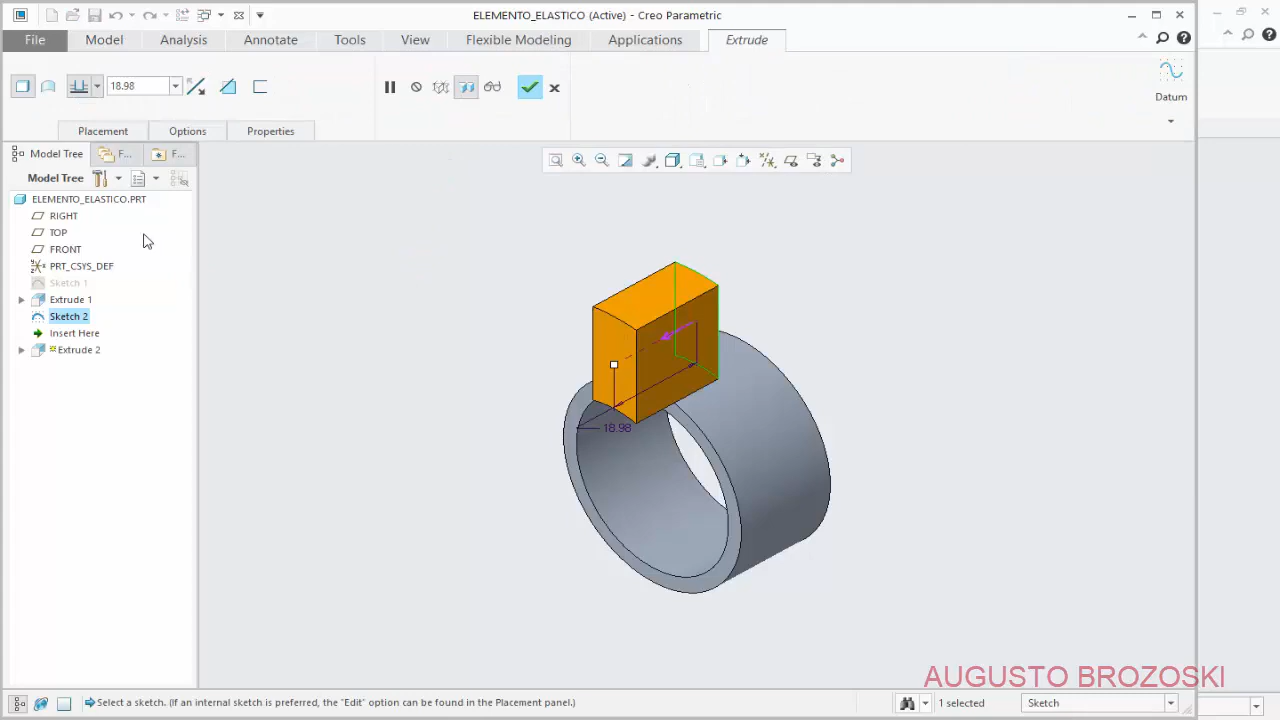 ELEMENTO_ELASTICO (Active) - Creo Parametric
File Model Analysis Annotate Tools View Flexible Modeling Applications Extrude
18.98
Datum
Placement Options Properties
Model Tree F... F...
Model Tree
ELEMENTO_ELASTICO.PRT
RIGHT
TOP
FRONT
PRT_CSYS_DEF
Sketch 1
Extrude 1
Sketch 2
Insert Here
Extrude 2
18.98
AUGUSTO BROZOSKI
Select a sketch. (If an internal sketch is preferred, the "Edit" option can be found in the Placement panel.)
1 selected
Sketch